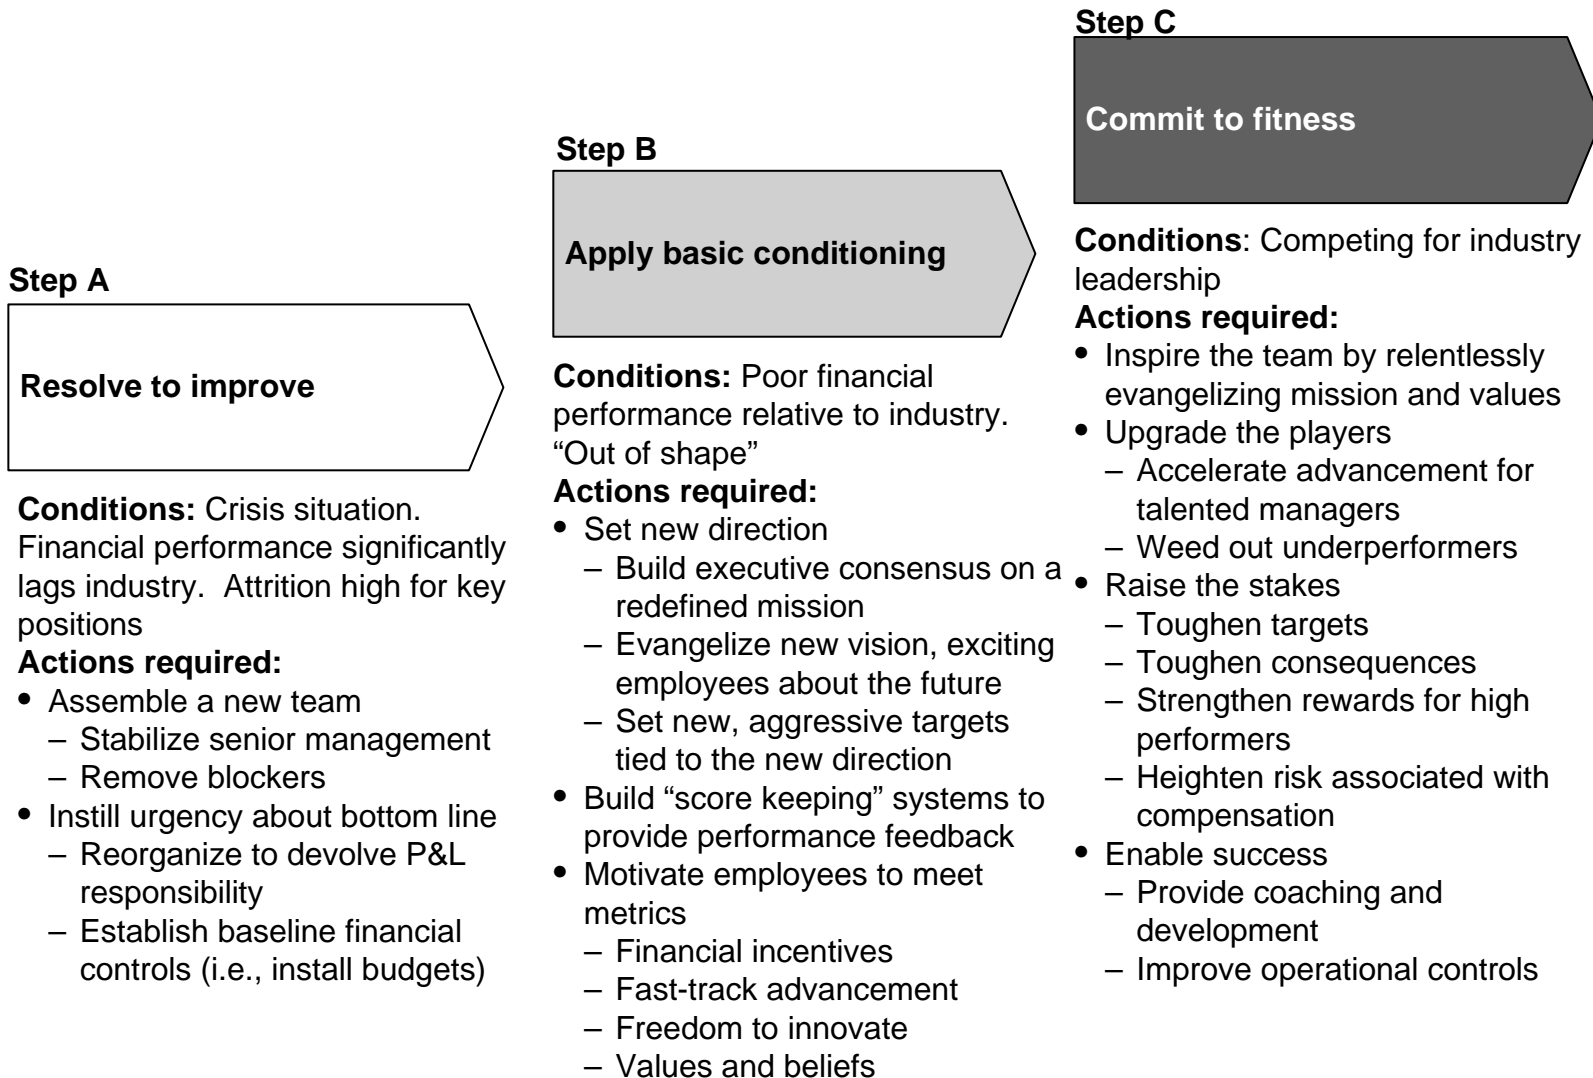 Step A
Resolve to improve
Conditions: Crisis situation.
Financial performance significantly
lags industry.  Attrition high for key
positions
Actions required:
• Assemble a new team
– Stabilize senior management
– Remove blockers
• Instill urgency about bottom line
– Reorganize to devolve P&L
responsibility
– Establish baseline financial
controls (i.e., install budgets)
Step B
Apply basic conditioning
Conditions: Poor financial
performance relative to industry.
“Out of shape”
Actions required:
• Set new direction
– Build executive consensus on a
redefined mission
– Evangelize new vision, exciting
employees about the future
– Set new, aggressive targets
tied to the new direction
• Build “score keeping” systems to
provide performance feedback
• Motivate employees to meet
metrics
– Financial incentives
– Fast-track advancement
– Freedom to innovate
– Values and beliefs
Step C
Commit to fitness
Conditions: Competing for industry
leadership
Actions required:
• Inspire the team by relentlessly
evangelizing mission and values
• Upgrade the players
– Accelerate advancement for
talented managers
– Weed out underperformers
• Raise the stakes
– Toughen targets
– Toughen consequences
– Strengthen rewards for high
performers
– Heighten risk associated with
compensation
• Enable success
– Provide coaching and
development
– Improve operational controls